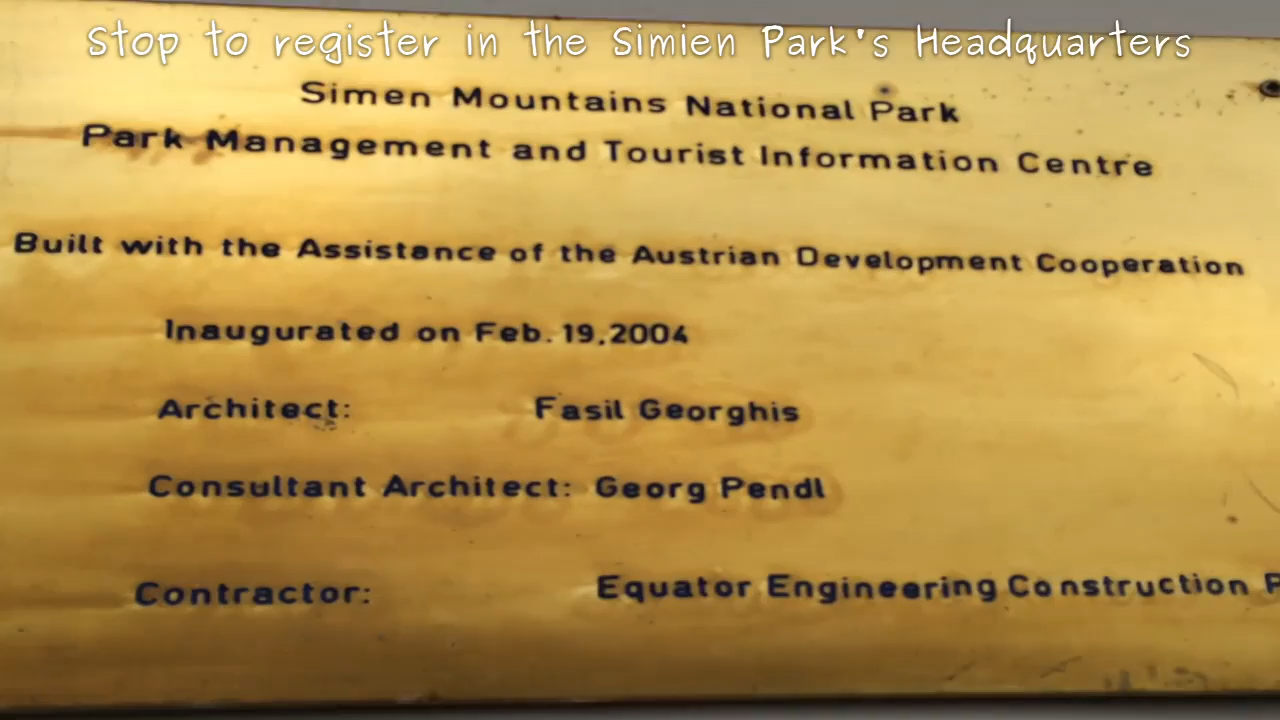 Stop to register in the Simien Park's Headquarters
Simen Mountains National Park
Park Management and Tourist Information Centre
Built with the Assistance of the Austrian Development Cooperation
Inaugurated on Feb. 19,2004
Architect: Fasil Georghis
Consultant Architect: Georg Pendl
Contractor: Equator Engineering Construction